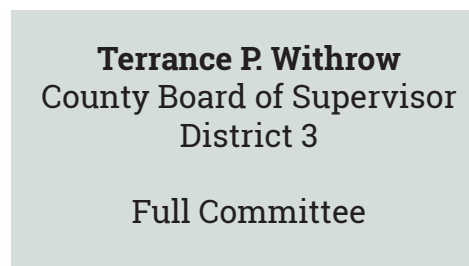 Terrance P. Withrow
County Board of Supervisor
District 3
Full Committee